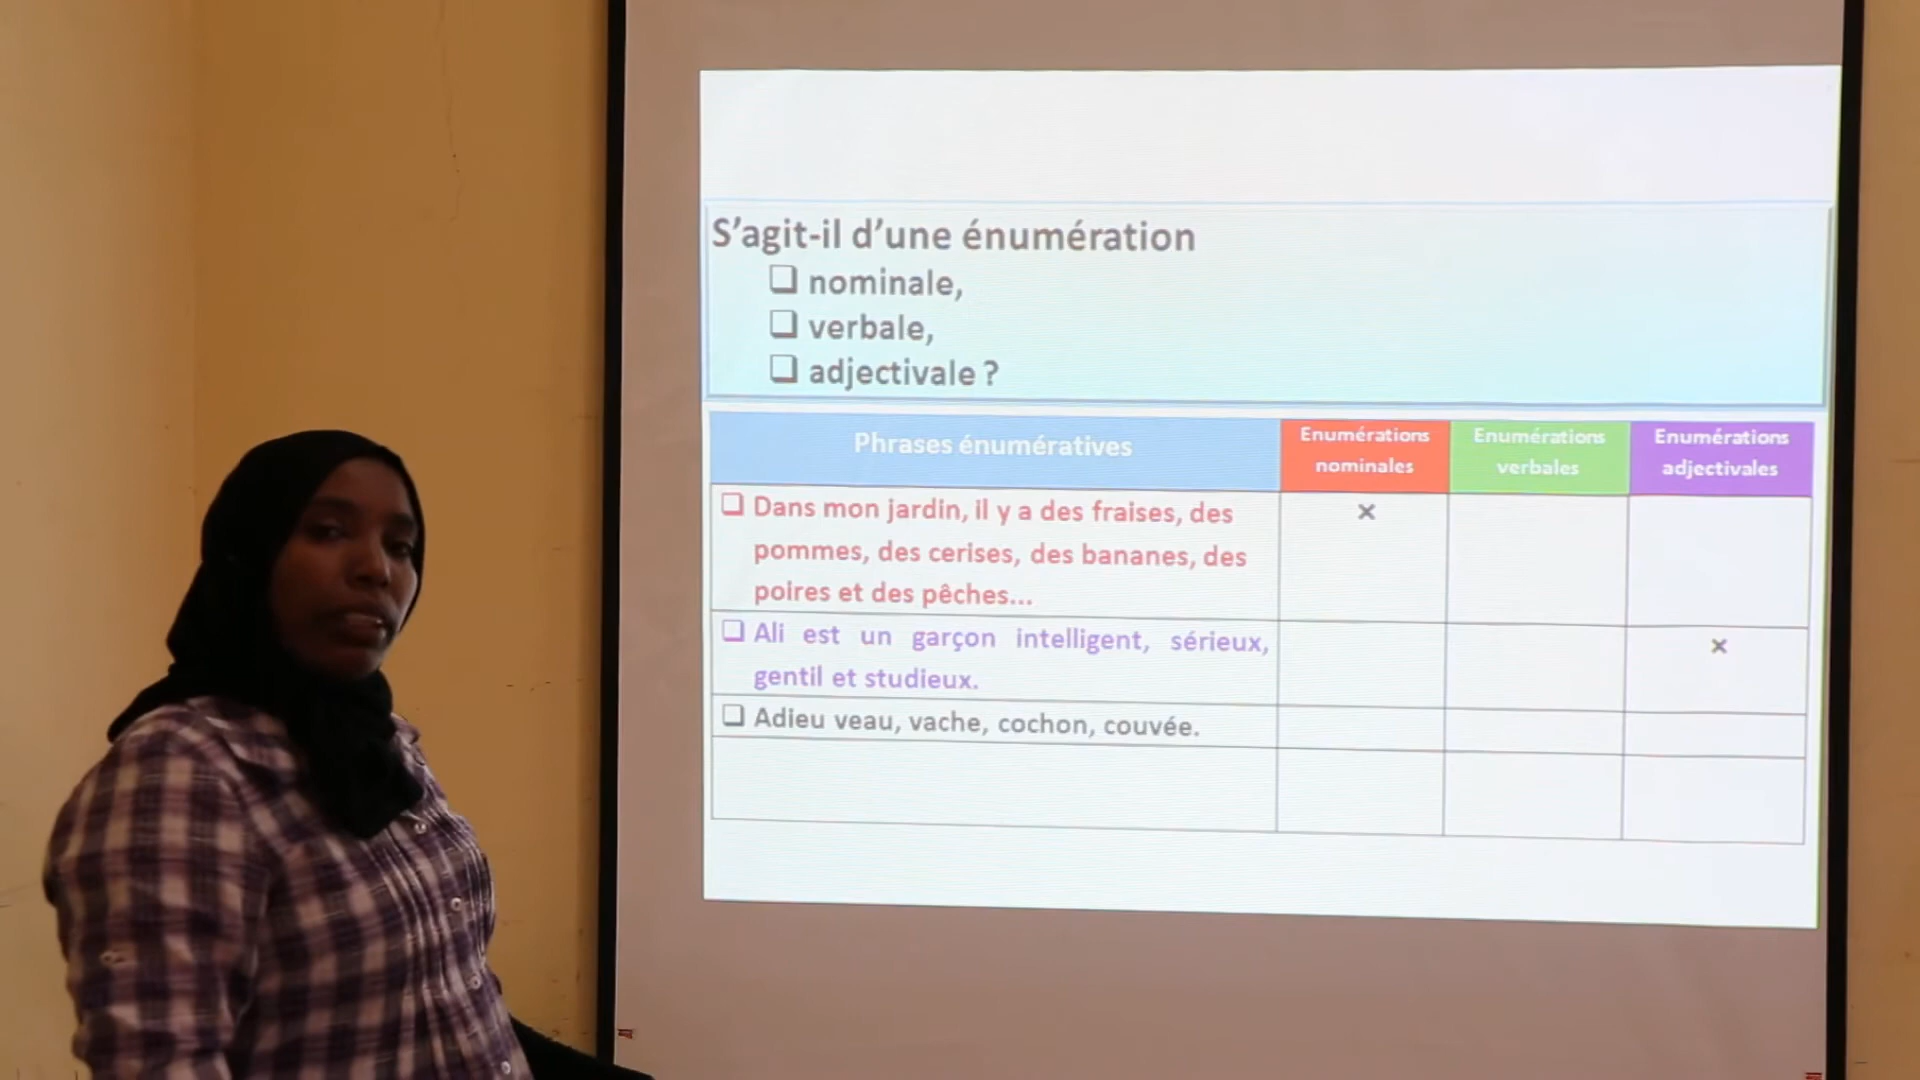 S'agit-il d'une énumération
❑ nominale,
❑ verbale,
❑ adjectivale ?
Phrases énumératives
Enumérations
nominales
Enumérations
verbales
Enumérations
adjectivales
❑ Dans mon jardin, il y a des fraises, des
pommes, des cerises, des bananes, des
poires et des pêches...
×
❑ Ali est un garçon intelligent, sérieux,
gentil et studieux.
×
❑ Adieu veau, vache, cochon, couvée.